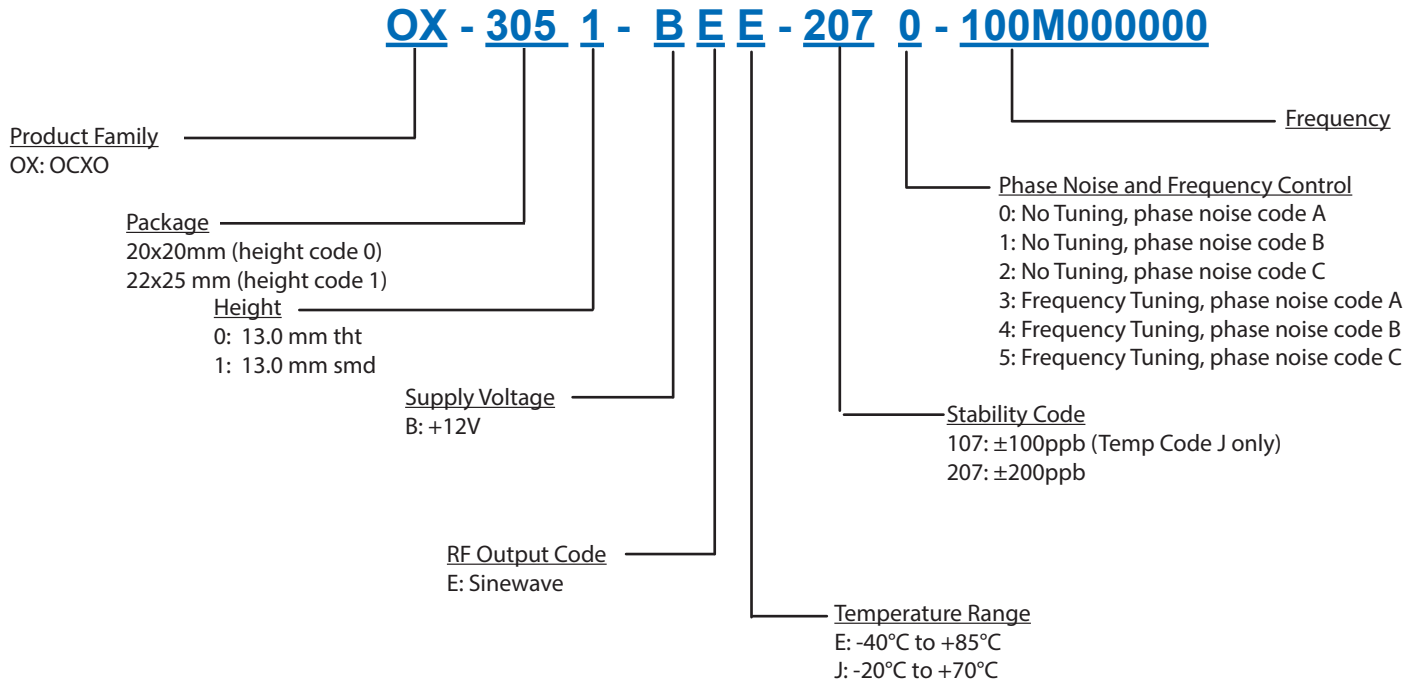 OX - 305 1 - B E E - 207 0 - 100M000000
Frequency
Product Family
OX: OCXO
Phase Noise and Frequency Control
0: No Tuning, phase noise code A
1: No Tuning, phase noise code B
2: No Tuning, phase noise code C
3: Frequency Tuning, phase noise code A
4: Frequency Tuning, phase noise code B
5: Frequency Tuning, phase noise code C
Package
20x20mm (height code 0)
22x25 mm (height code 1)
Height
0: 13.0 mm tht
1: 13.0 mm smd
Supply Voltage
B: +12V
Stability Code
107: ±100ppb (Temp Code J only)
207: ±200ppb
RF Output Code
E: Sinewave
Temperature Range
E: -40°C to +85°C
J: -20°C to +70°C